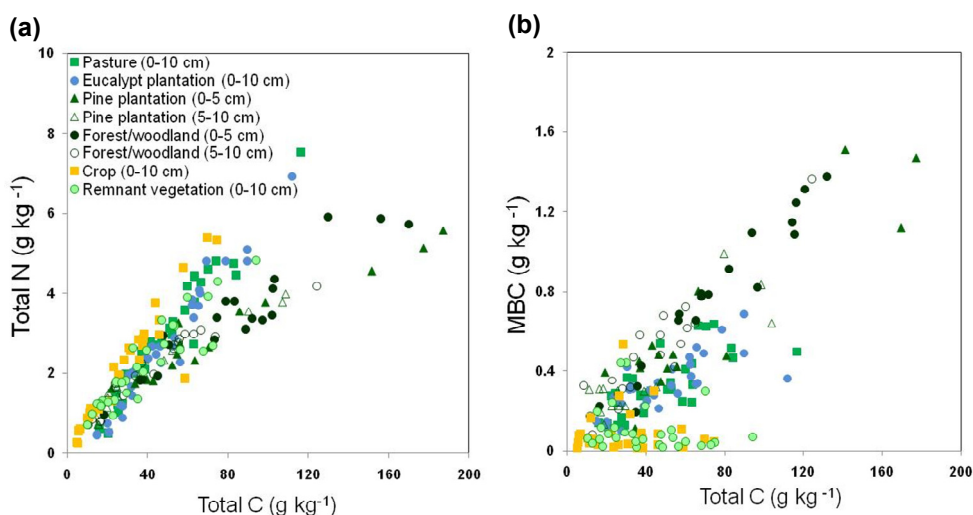 (a)
Total N (g kg⁻¹)
10
8
6
4
2
0
Pasture (0-10 cm)
Eucalypt plantation (0-10 cm)
Pine plantation (0-5 cm)
Pine plantation (5-10 cm)
Forest/woodland (0-5 cm)
Forest/woodland (5-10 cm)
Crop (0-10 cm)
Remnant vegetation (0-10 cm)
0 40 80 120 160 200
Total C (g kg⁻¹)
(b)
MBC (g kg⁻¹)
2
1.6
1.2
0.8
0.4
0
0 40 80 120 160 200
Total C (g kg⁻¹)